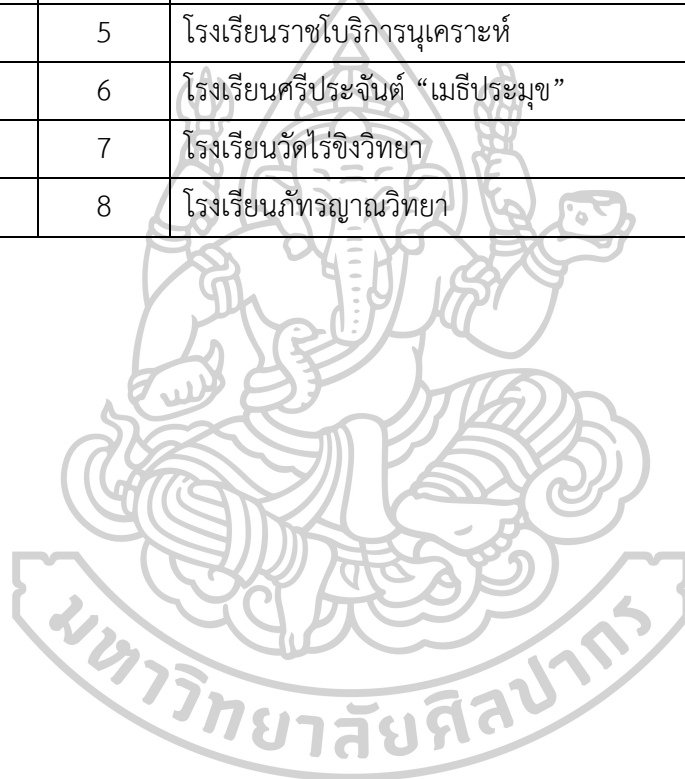 5 โรงเรียนราชโบริการนุเคราะห์
6 โรงเรียนศรีประจันต์ “เมธีประมุข”
7 โรงเรียนวัดไร่ขิงวิทยา
8 โรงเรียนภัทรญาณวิทยา
มหาวิทยาลัยศิลปากร